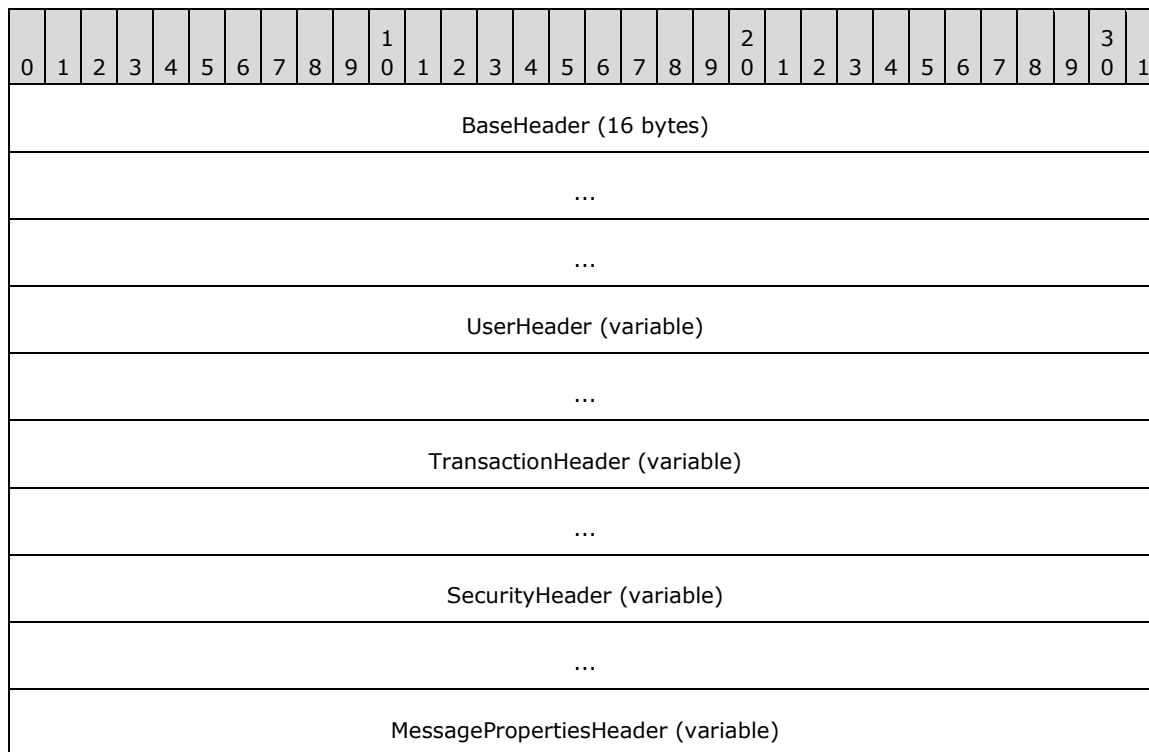 1 2 3
0 1 2 3 4 5 6 7 8 9 0 1 2 3 4 5 6 7 8 9 0 1 2 3 4 5 6 7 8 9 0 1
BaseHeader (16 bytes)
...
...
UserHeader (variable)
...
TransactionHeader (variable)
...
SecurityHeader (variable)
...
MessagePropertiesHeader (variable)